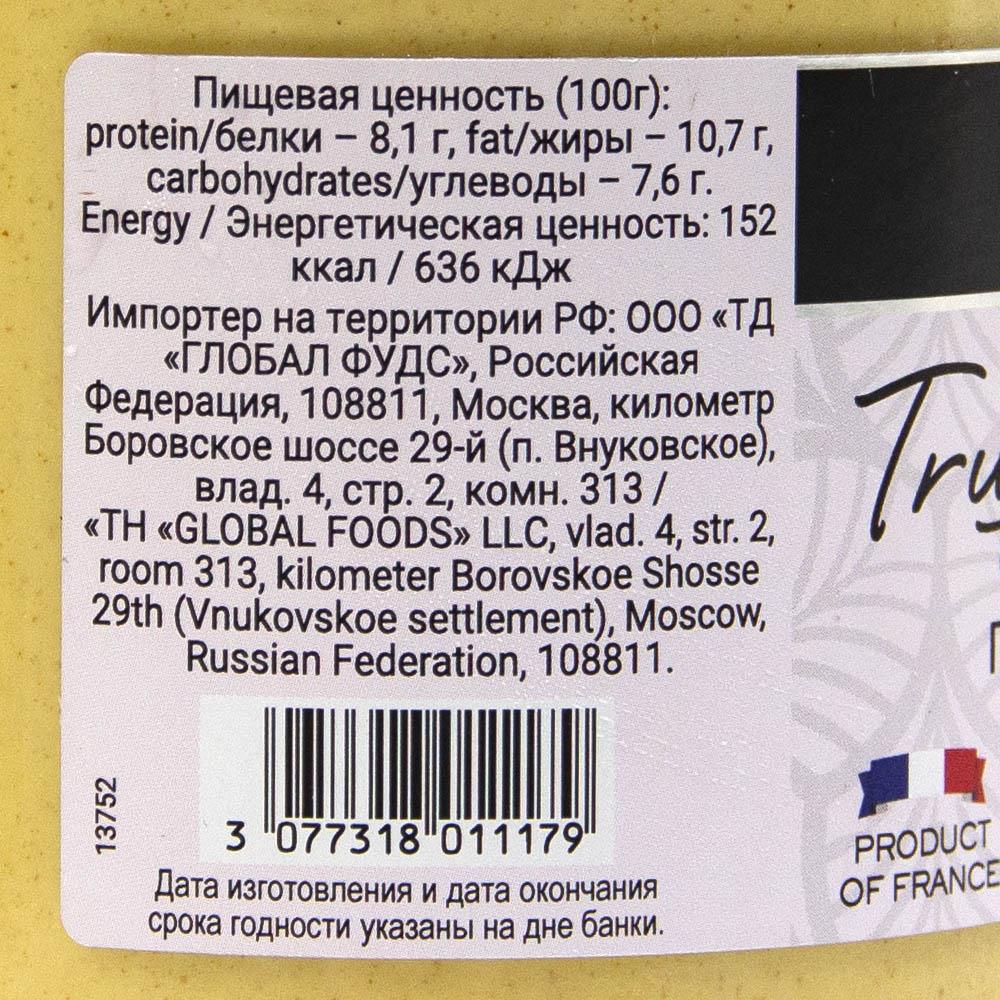 Пищевая ценность (100г):
protein/белки – 8,1 г, fat/жиры – 10,7 г,
carbohydrates/углеводы – 7,6 г.
Energy / Энергетическая ценность: 152
ккал / 636 кДж
Импортер на территории РФ: ООО «ТД
«ГЛОБАЛ ФУДС», Российская
Федерация, 108811, Москва, километр
Боровское шоссе 29-й (п. Внуковское),
влад. 4, стр. 2, комн. 313 /
«TH «GLOBAL FOODS» LLC, vlad. 4, str. 2,
room 313, kilometer Borovskoe Shosse
29th (Vnukovskoe settlement), Moscow,
Russian Federation, 108811.
13752
3 077318 011179
Дата изготовления и дата окончания
срока годности указаны на дне банки.
PRODUCT
OF FRANCE